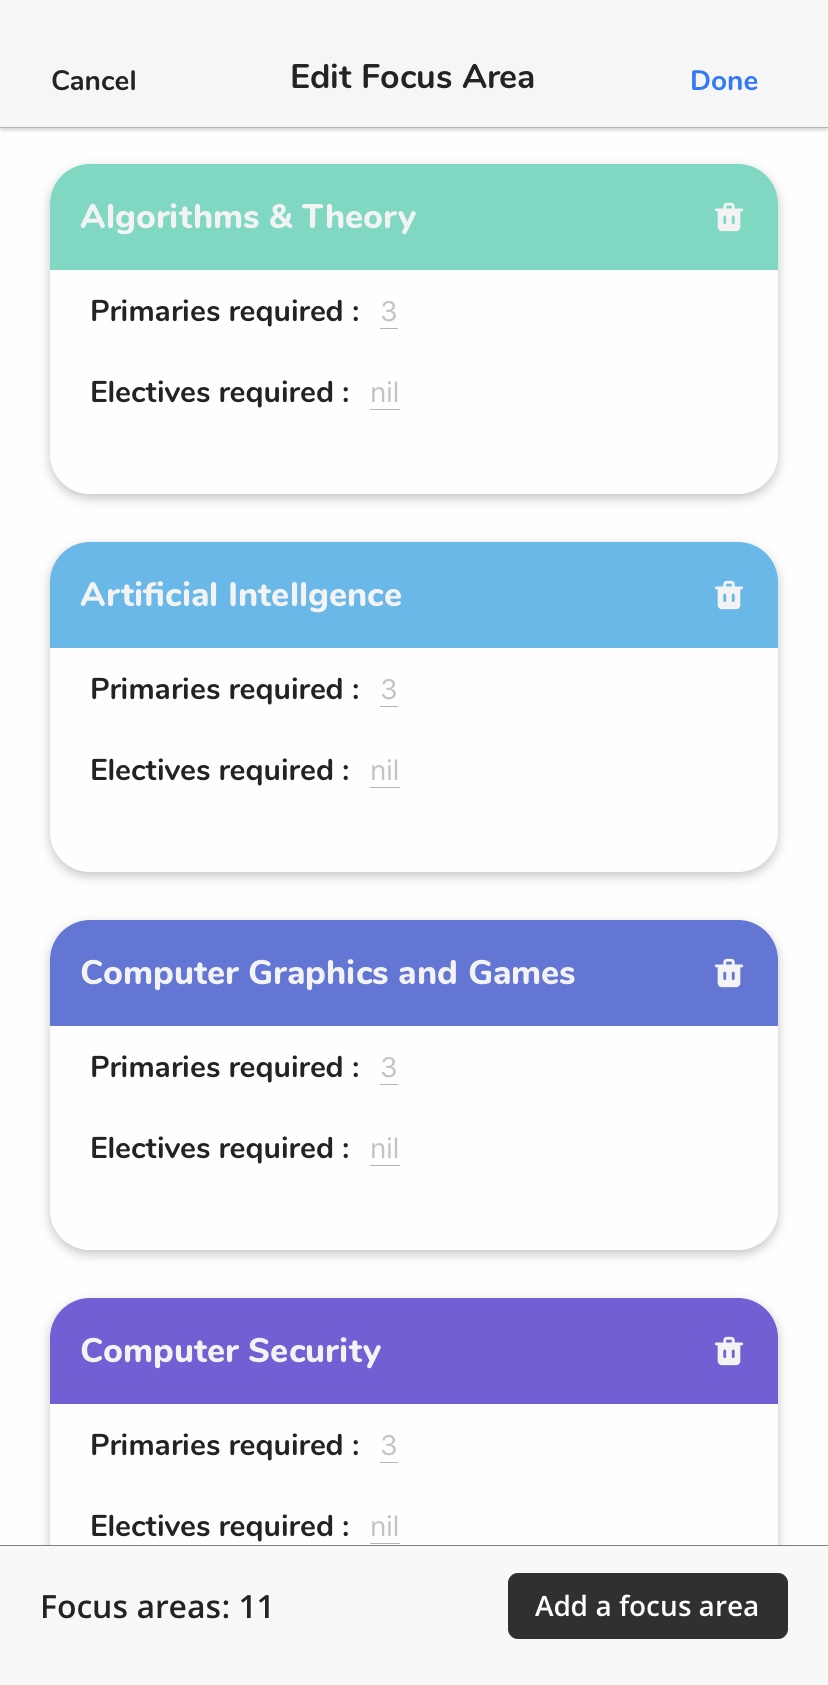 Cancel Edit Focus Area Done
Algorithms & Theory
Primaries required : 3
Electives required : nil
Artificial Intellgence
Primaries required : 3
Electives required : nil
Computer Graphics and Games
Primaries required : 3
Electives required : nil
Computer Security
Primaries required : 3
Electives required : nil
Focus areas: 11 Add a focus area